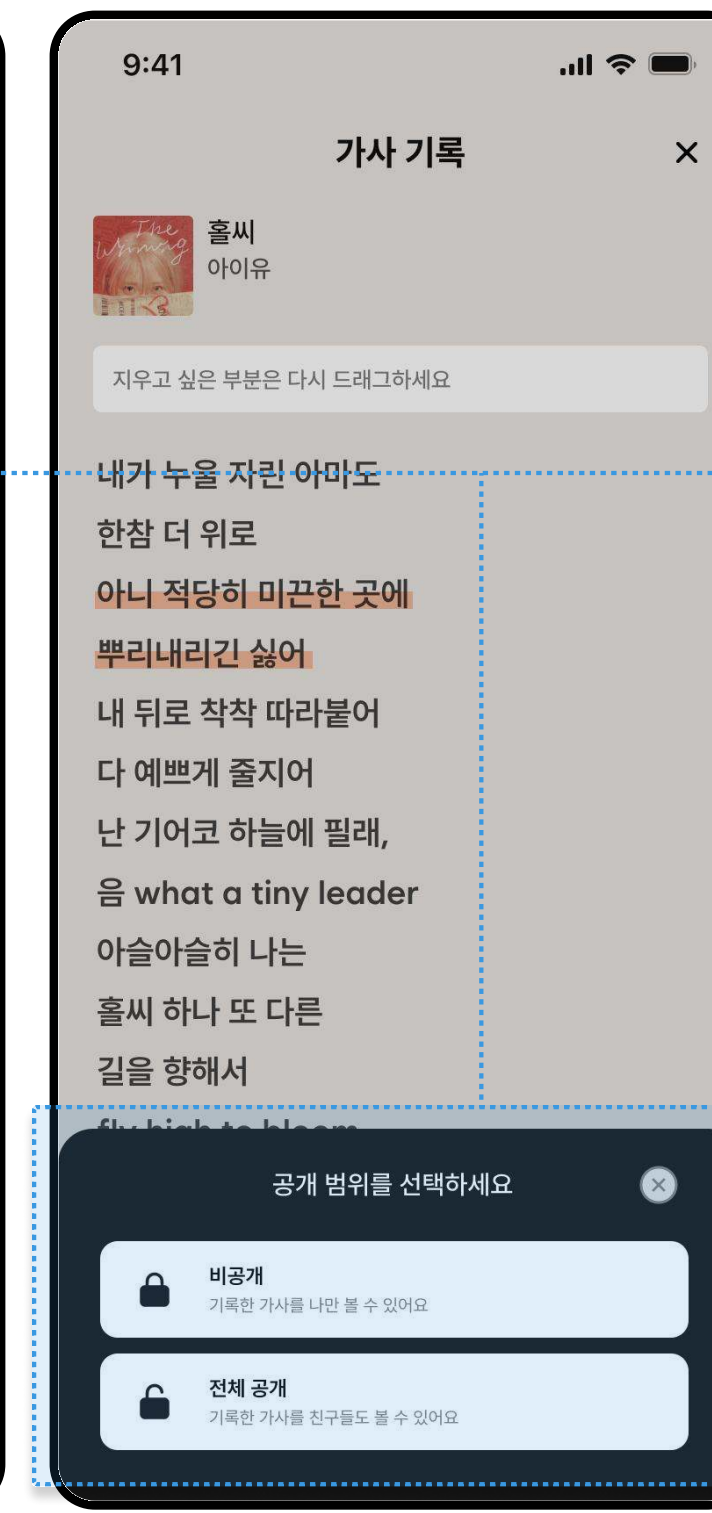 9:41
가사 기록
The
Winning
홀씨
아이유
지우고 싶은 부분은 다시 드래그하세요
내가 누울 자린 아마도
한참 더 위로
아니 적당히 미끈한 곳에
뿌리내리긴 싫어
내 뒤로 착착 따라붙어
다 예쁘게 줄지어
난 기어코 하늘에 필래,
음 what a tiny leader
아슬아슬히 나는
홀씨 하나 또 다른
길을 향해서
fly high to bloom
공개 범위를 선택하세요
비공개
기록한 가사를 나만 볼 수 있어요
전체 공개
기록한 가사를 친구들도 볼 수 있어요